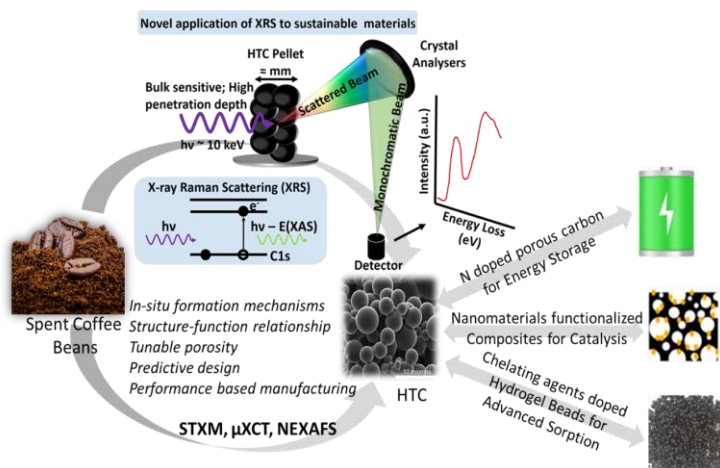 Novel application of XRS to sustainable materials
HTC Pellet
≈ mm
Crystal
Analysers
Bulk sensitive; High
penetration depth
hν ~ 10 keV
Scattered Beam
Monochromatic Beam
Intensity (a.u.)
Energy Loss
(eV)
X-ray Raman Scattering (XRS)
e-
hν
hν – E(XAS)
C1s
Detector
Spent Coffee
Beans
In-situ formation mechanisms
Structure-function relationship
Tunable porosity
Predictive design
Performance based manufacturing
HTC
STXM, μXCT, NEXAFS
N doped porous carbon
for Energy Storage
Nanomaterials functionalized
Composites for Catalysis
Chelating agents doped
Hydrogel Beads for
Advanced Sorption